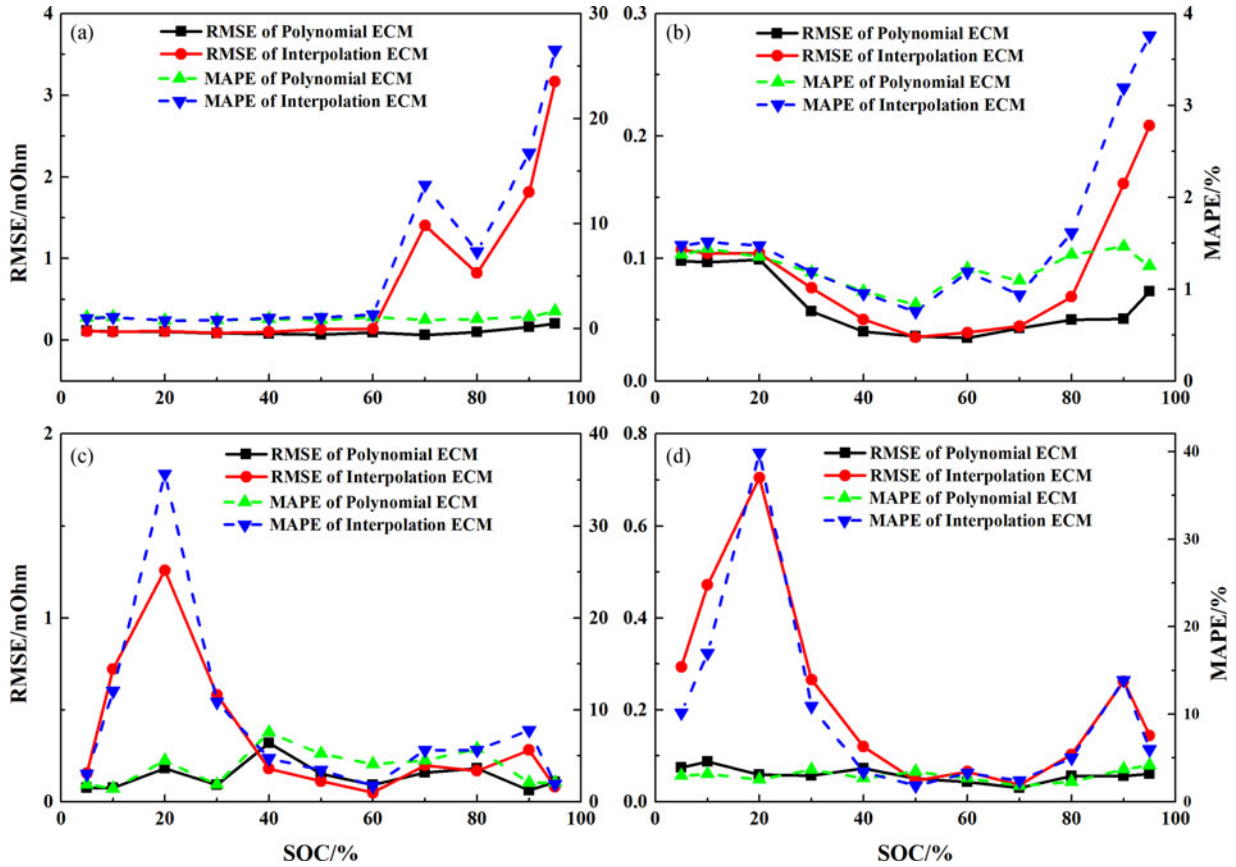 (a)
RMSE of Polynomial ECM
RMSE of Interpolation ECM
MAPE of Polynomial ECM
MAPE of Interpolation ECM
RMSE/mOhm
4
3
2
1
0
30
20
10
0
0 20 40 60 80 100
(b)
RMSE of Polynomial ECM
RMSE of Interpolation ECM
MAPE of Polynomial ECM
MAPE of Interpolation ECM
0.3
0.2
0.1
0.0
4
3
2
1
0
MAPE/%
0 20 40 60 80 100
(c)
RMSE of Polynomial ECM
RMSE of Interpolation ECM
MAPE of Polynomial ECM
MAPE of Interpolation ECM
RMSE/mOhm
2
1
0
40
30
20
10
0
0 20 40 60 80 100
SOC/%
(d)
RMSE of Polynomial ECM
RMSE of Interpolation ECM
MAPE of Polynomial ECM
MAPE of Interpolation ECM
0.8
0.6
0.4
0.2
0.0
40
30
20
10
0
MAPE/%
0 20 40 60 80 100
SOC/%